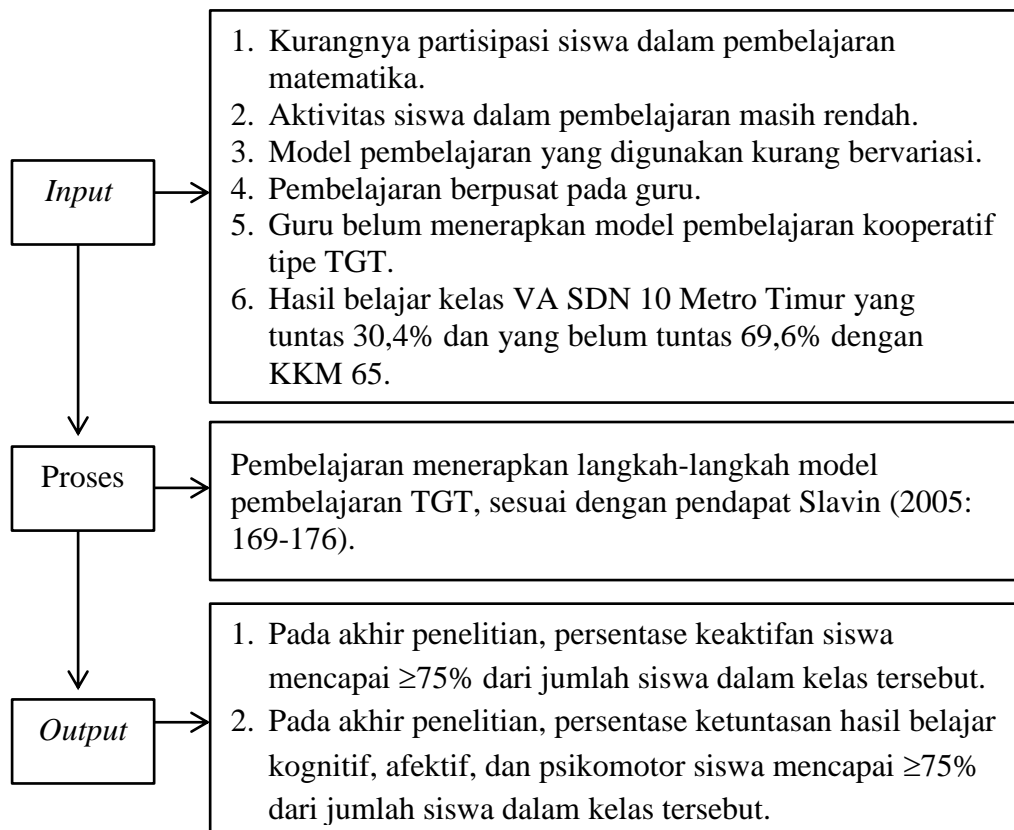 Input
1. Kurangnya partisipasi siswa dalam pembelajaran
matematika.
2. Aktivitas siswa dalam pembelajaran masih rendah.
3. Model pembelajaran yang digunakan kurang bervariasi.
4. Pembelajaran berpusat pada guru.
5. Guru belum menerapkan model pembelajaran kooperatif
tipe TGT.
6. Hasil belajar kelas VA SDN 10 Metro Timur yang
tuntas 30,4% dan yang belum tuntas 69,6% dengan
KKM 65.
Proses
Pembelajaran menerapkan langkah-langkah model
pembelajaran TGT, sesuai dengan pendapat Slavin (2005:
169-176).
Output
1. Pada akhir penelitian, persentase keaktifan siswa
mencapai ≥75% dari jumlah siswa dalam kelas tersebut.
2. Pada akhir penelitian, persentase ketuntasan hasil belajar
kognitif, afektif, dan psikomotor siswa mencapai ≥75%
dari jumlah siswa dalam kelas tersebut.